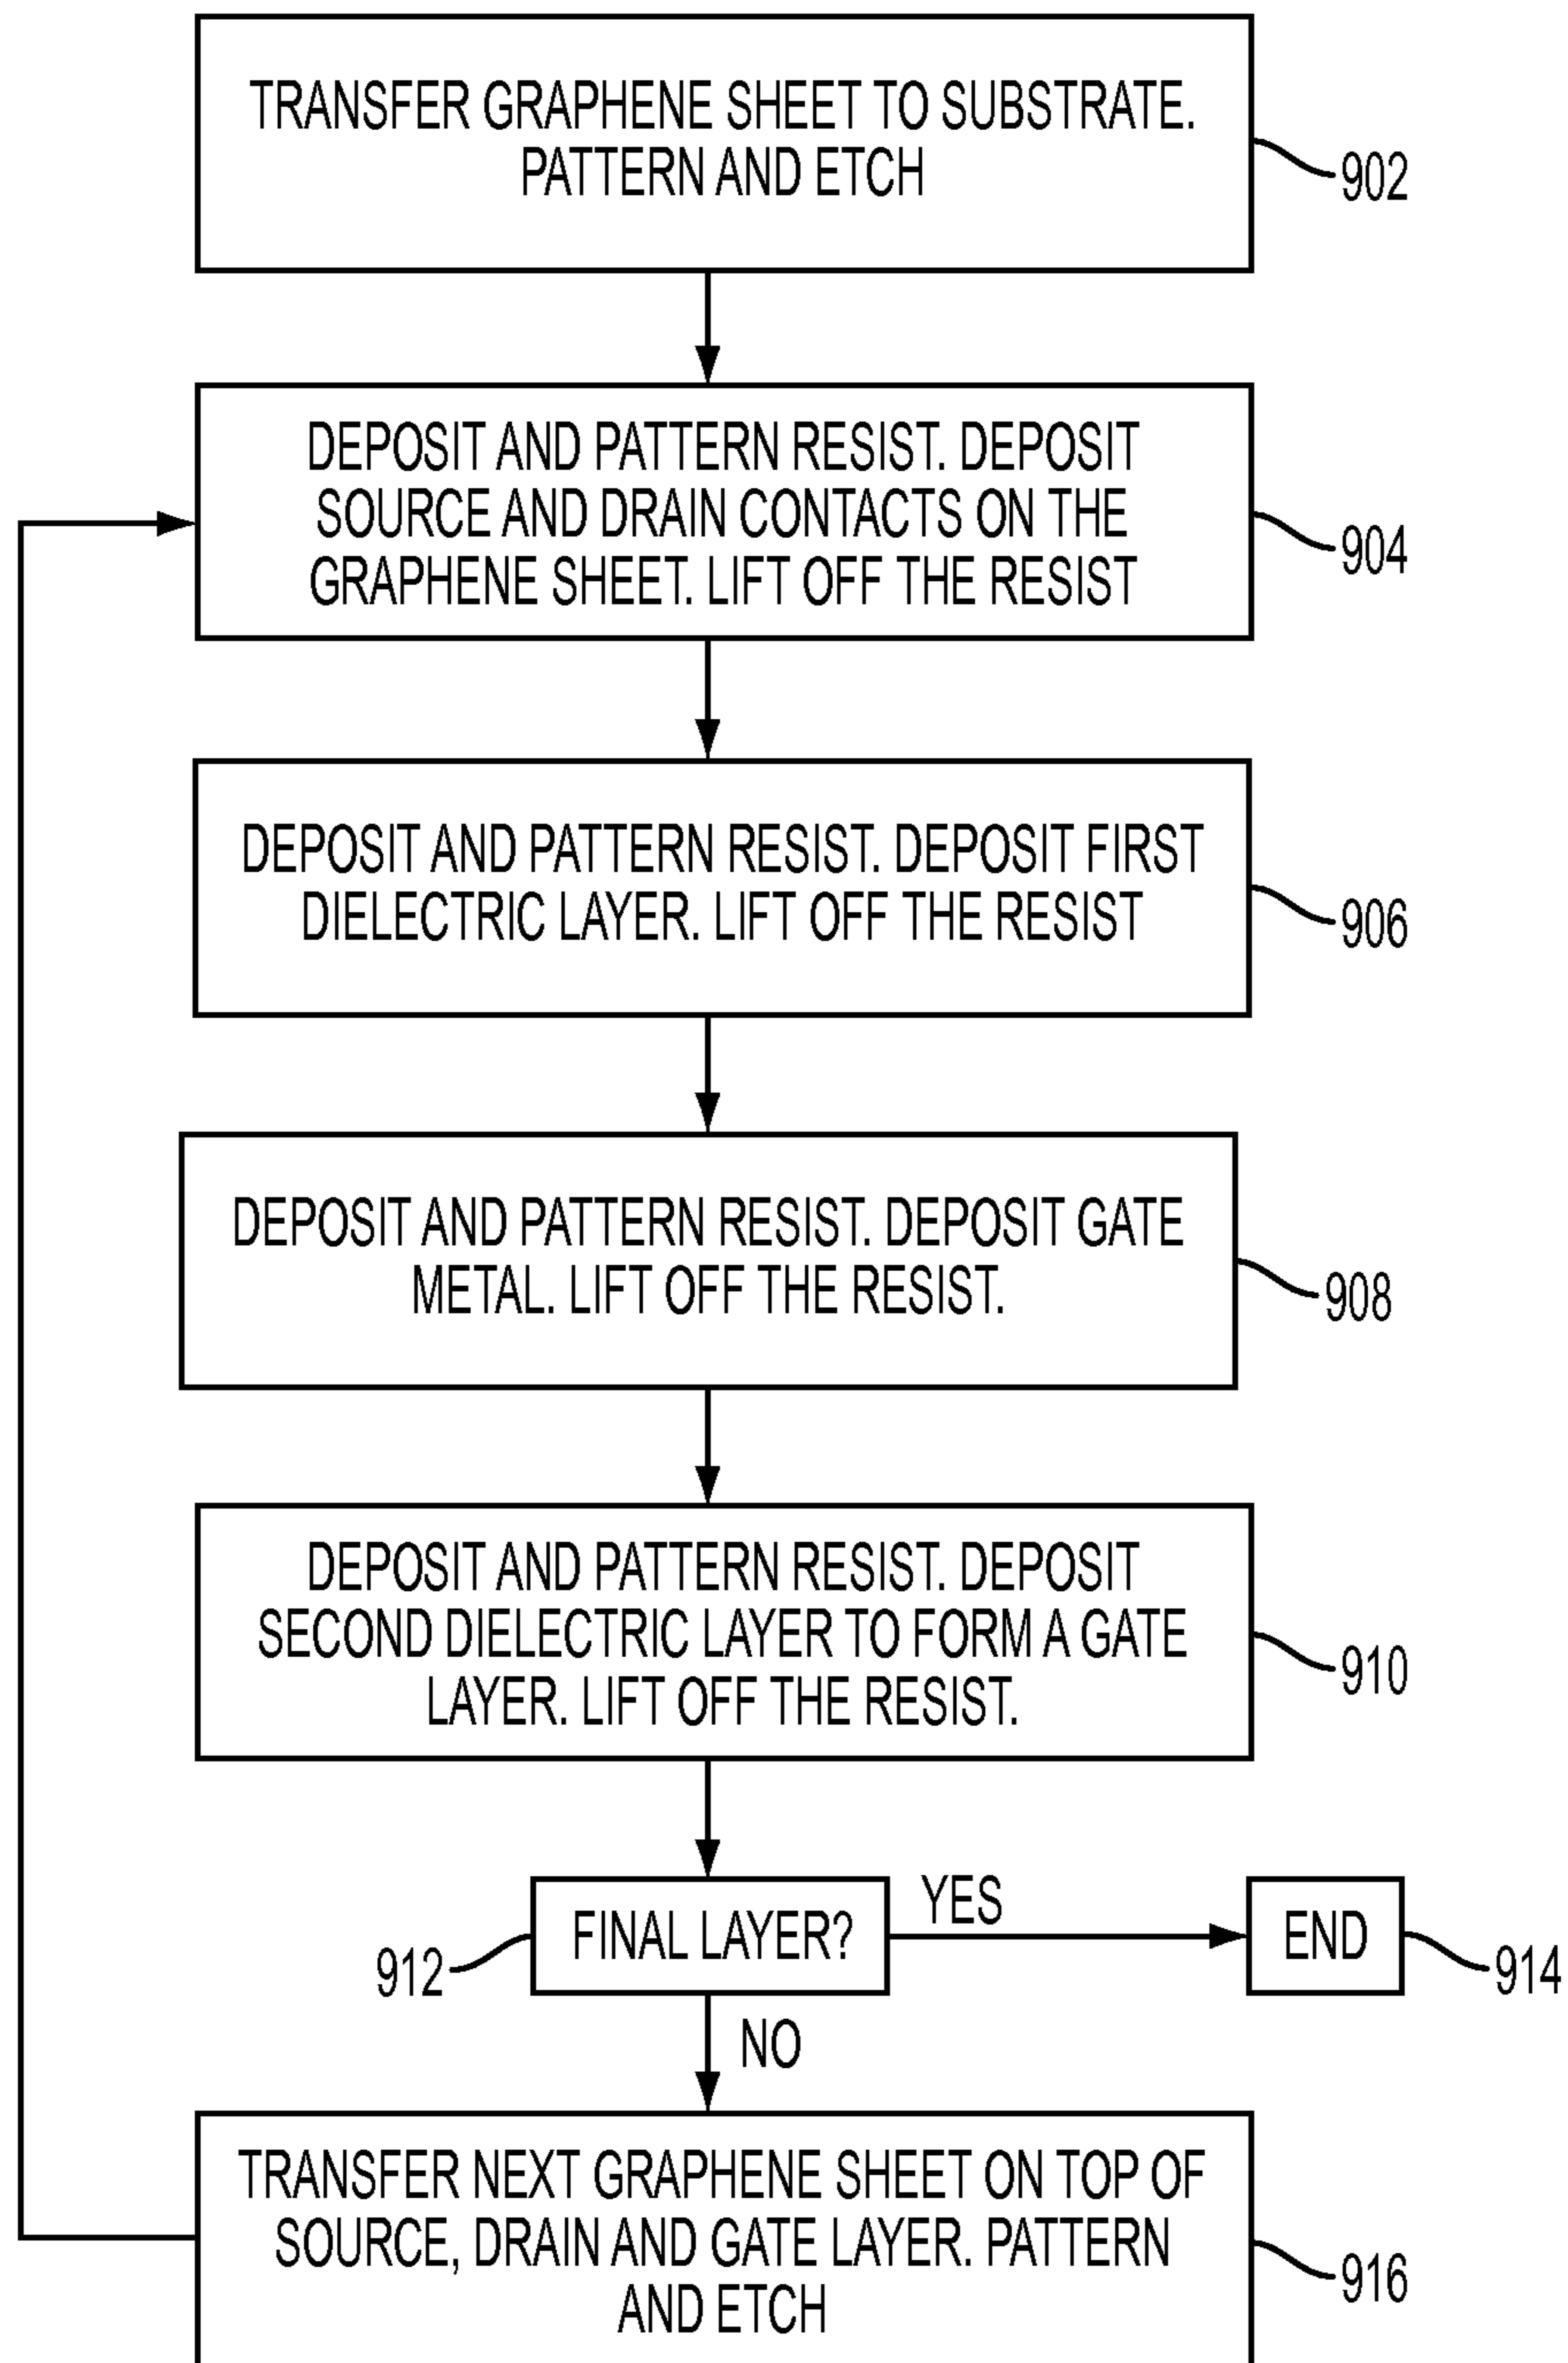 TRANSFER GRAPHENE SHEET TO SUBSTRATE.
PATTERN AND ETCH
902
DEPOSIT AND PATTERN RESIST. DEPOSIT
SOURCE AND DRAIN CONTACTS ON THE
GRAPHENE SHEET. LIFT OFF THE RESIST
904
DEPOSIT AND PATTERN RESIST. DEPOSIT FIRST
DIELECTRIC LAYER. LIFT OFF THE RESIST
906
DEPOSIT AND PATTERN RESIST. DEPOSIT GATE
METAL. LIFT OFF THE RESIST.
908
DEPOSIT AND PATTERN RESIST. DEPOSIT
SECOND DIELECTRIC LAYER TO FORM A GATE
LAYER. LIFT OFF THE RESIST.
910
FINAL LAYER?
912
YES
END
914
NO
TRANSFER NEXT GRAPHENE SHEET ON TOP OF
SOURCE, DRAIN AND GATE LAYER. PATTERN
AND ETCH
916